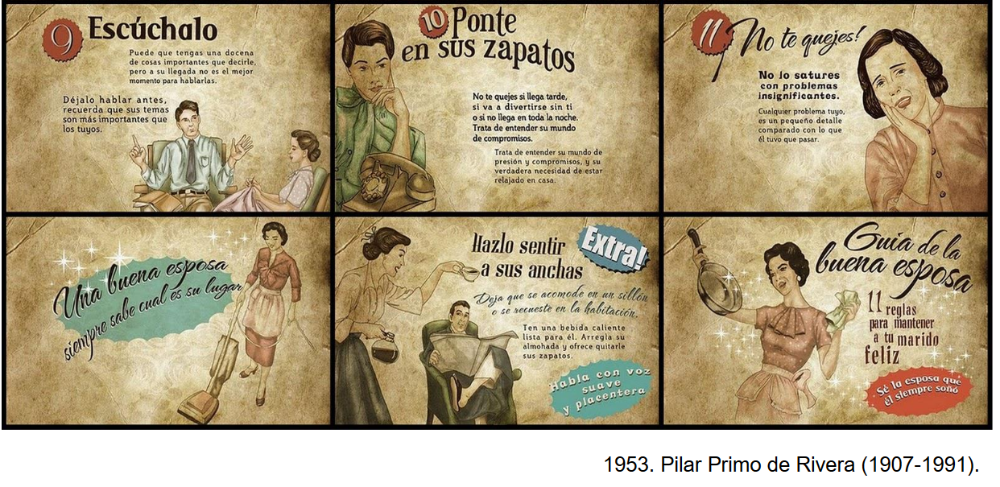 9 Escúchalo
Puede que tengas una docena
de cosas importantes que decirle,
pero a su llegada no es el mejor
momento para hablarlas.
Déjalo hablar antes,
recuerda que sus temas
son más importantes que
los tuyos.
10 Ponte
en sus zapatos
No te quejes si llega tarde,
si va a divertirse sin ti
o si no llega en toda la noche.
Trata de entender su mundo
de compromisos.
Trata de entender su mundo de
presión y compromisos, y su
verdadera necesidad de estar
relajado en casa.
11 No te quejes!
No lo satures
con problemas
insignificantes.
Cualquier problema tuyo,
es un pequeño detalle
comparado con lo que
él tuvo que pasar.
Una buena esposa
siempre sabe cual es su lugar
Hazlo sentir
a sus anchas
Extra!
Deja que se acomode en un sillón
o se recueste en la habitación.
Ten una bebida caliente
lista para él. Arregla su
almohada y ofrece quitarle
sus zapatos.
Habla con voz
suave
y placentera
Guía de la
buena esposa
11 reglas
para mantener
a tu marido
feliz
Sé la esposa que
él siempre soñó
1953. Pilar Primo de Rivera (1907-1991).